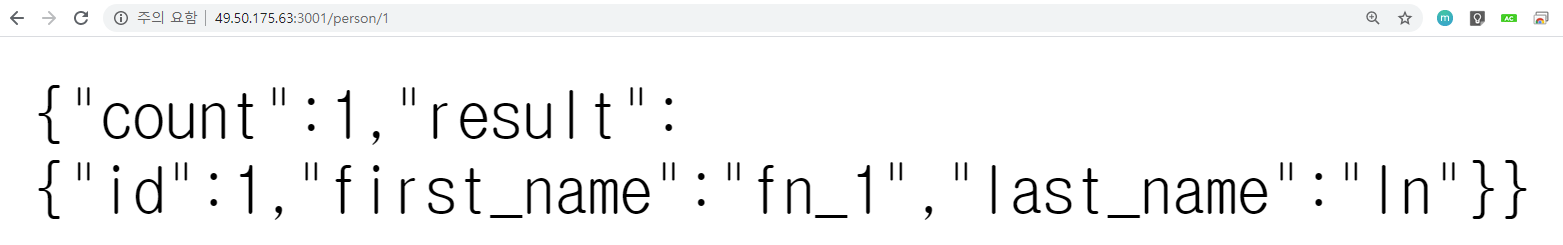 주의 요함 | 49.50.175.63:3001/person/1
m
AC
{"count":1,"result":
{"id":1,"first_name":"fn_1","last_name":"ln"}}